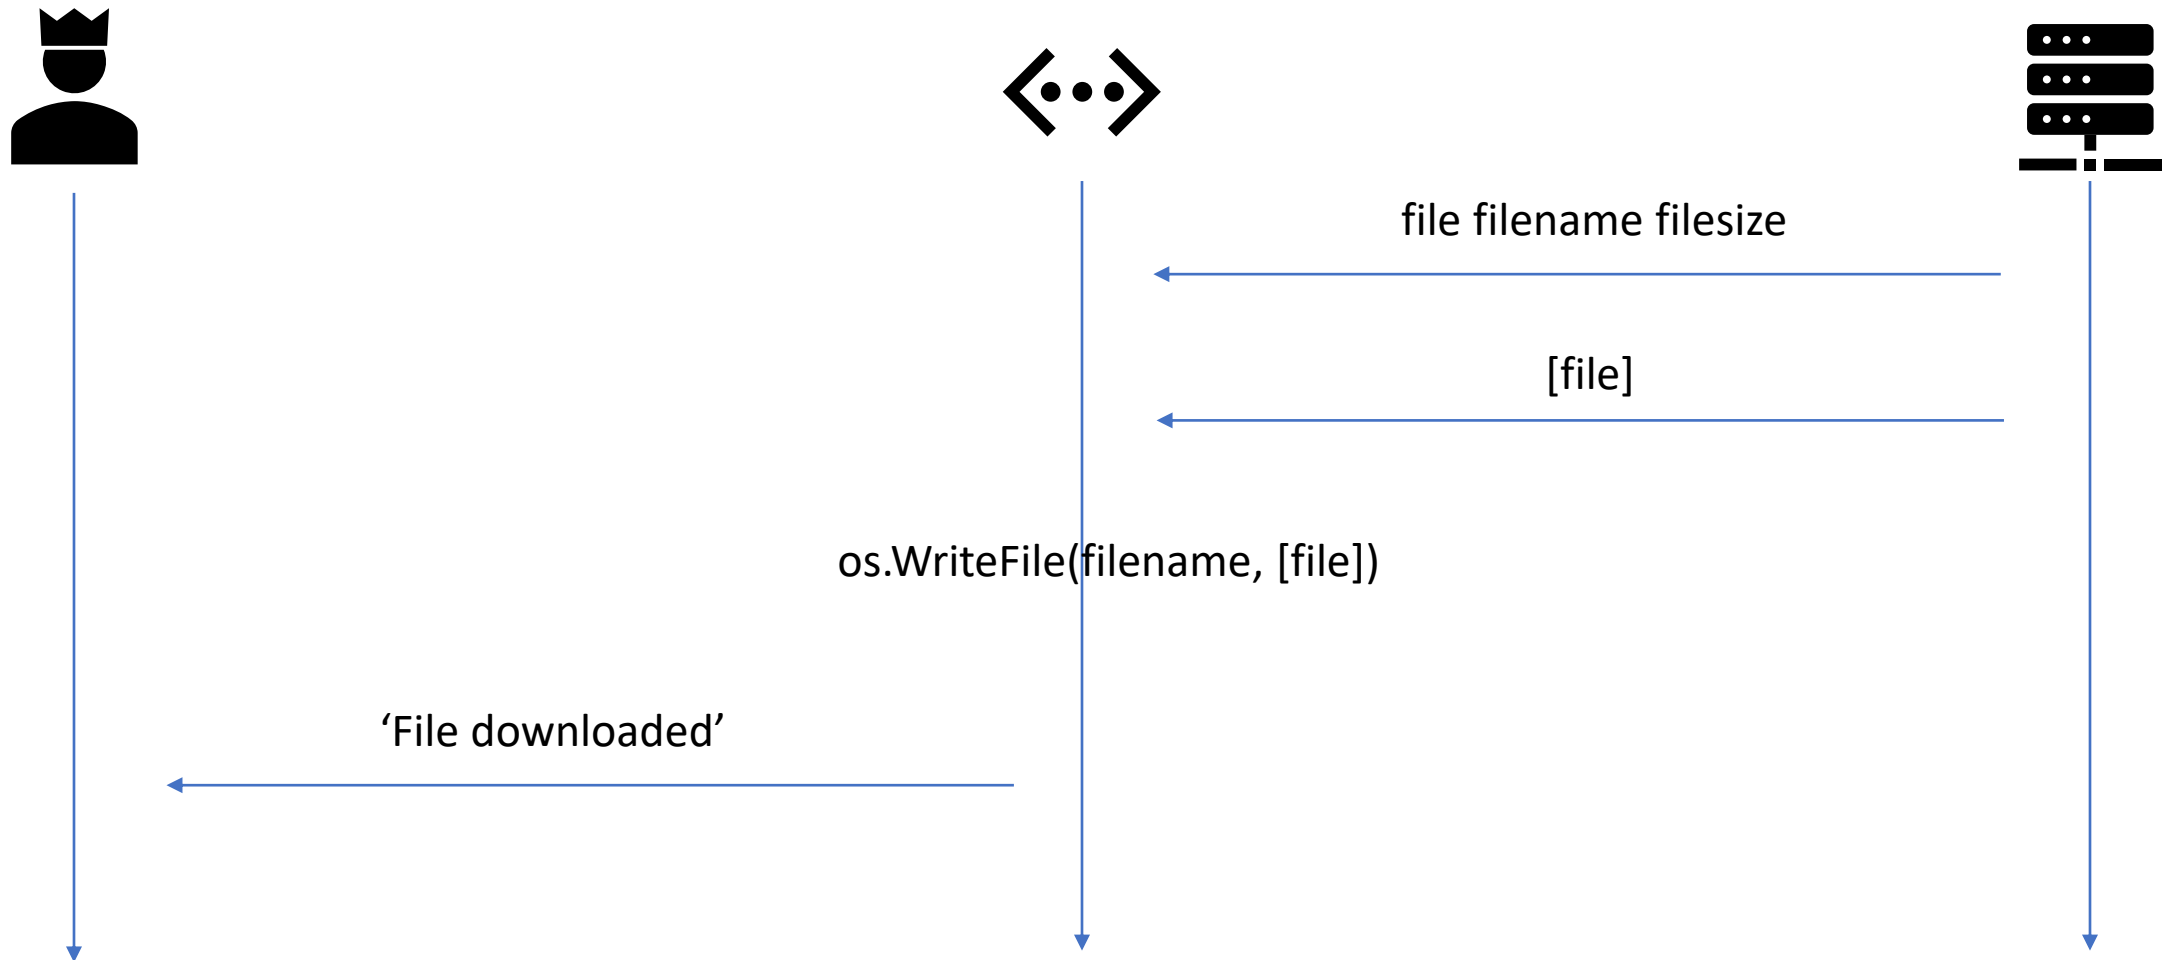 file filename filesize
[file]
os.WriteFile(filename, [file])
‘File downloaded’